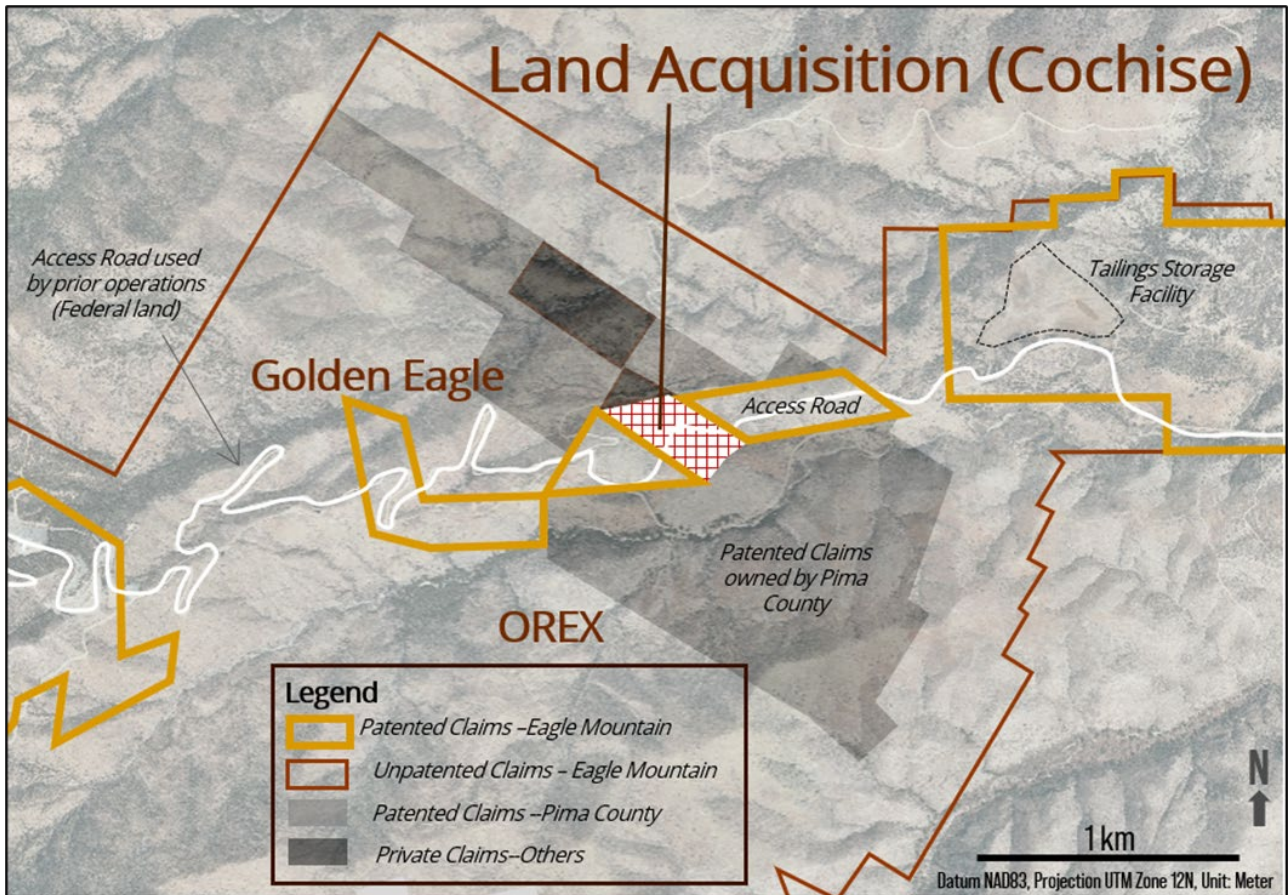 Land Acquisition (Cochise)
Access Road used
by prior operations
(Federal land)
Tailings Storage
Facility
Golden Eagle
Access Road
Patented Claims
owned by Pima
County
OREX
Legend
Patented Claims –Eagle Mountain
Unpatented Claims – Eagle Mountain
Patented Claims --Pima County
Private Claims--Others
N
1 km
Datum NAD83, Projection UTM Zone 12N, Unit: Meter